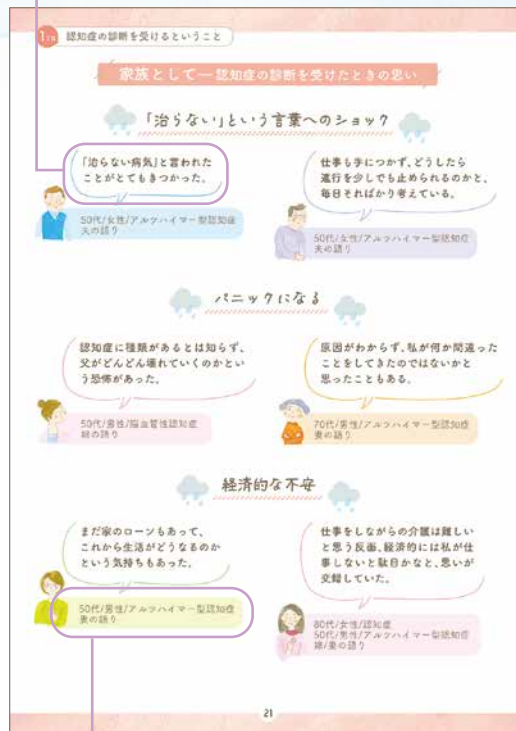 1丁目 認知症の診断を受けるということ
家族として―認知症の診断を受けたときの思い
「治らない」という言葉へのショック
「治らない病気」と言われた
ことがとてもきつかった。
50代/女性/アルツハイマー型認知症
夫の語り
仕事も手につかず、どうしたら
進行を少しでも止められるのかと、
毎日そればかり考えている。
50代/女性/アルツハイマー型認知症
夫の語り
パニックになる
認知症に種類があるとは知らず、
父がどんどん壊れていくのかとい
う恐怖があった。
50代/男性/脳血管性認知症
娘の語り
原因がわからず、私が何か間違った
ことをしてきたのではないかと
思ったこともある。
70代/男性/アルツハイマー型認知症
妻の語り
経済的な不安
まだ家のローンもあって、
これから生活がどうなるのか
という気持ちもあった。
50代/男性/アルツハイマー型認知症
妻の語り
仕事をしながらの介護は難しい
と思う反面、経済的には私が仕
事しないと駄目かなと、思いが
交錯していた。
80代/女性/認知症
50代/男性/アルツハイマー型認知症
嫁/妻の語り
21